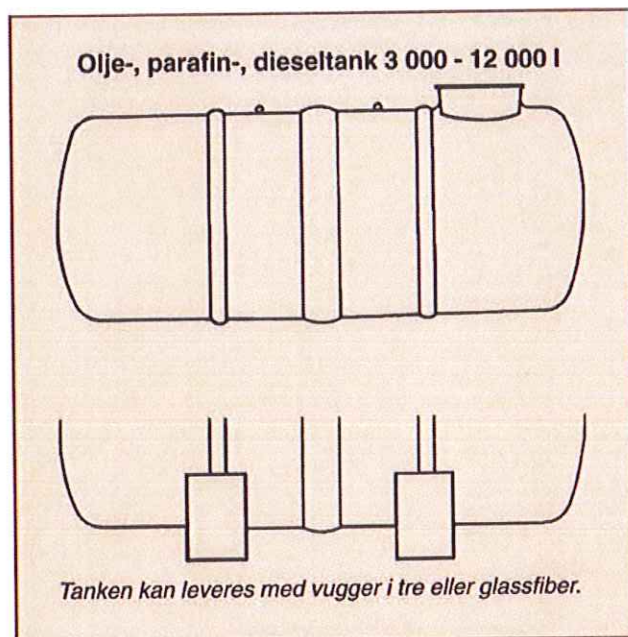 Olje-, parafin-, dieseltank 3 000 - 12 000 l
Tanken kan leveres med vugger i tre eller glassfiber.